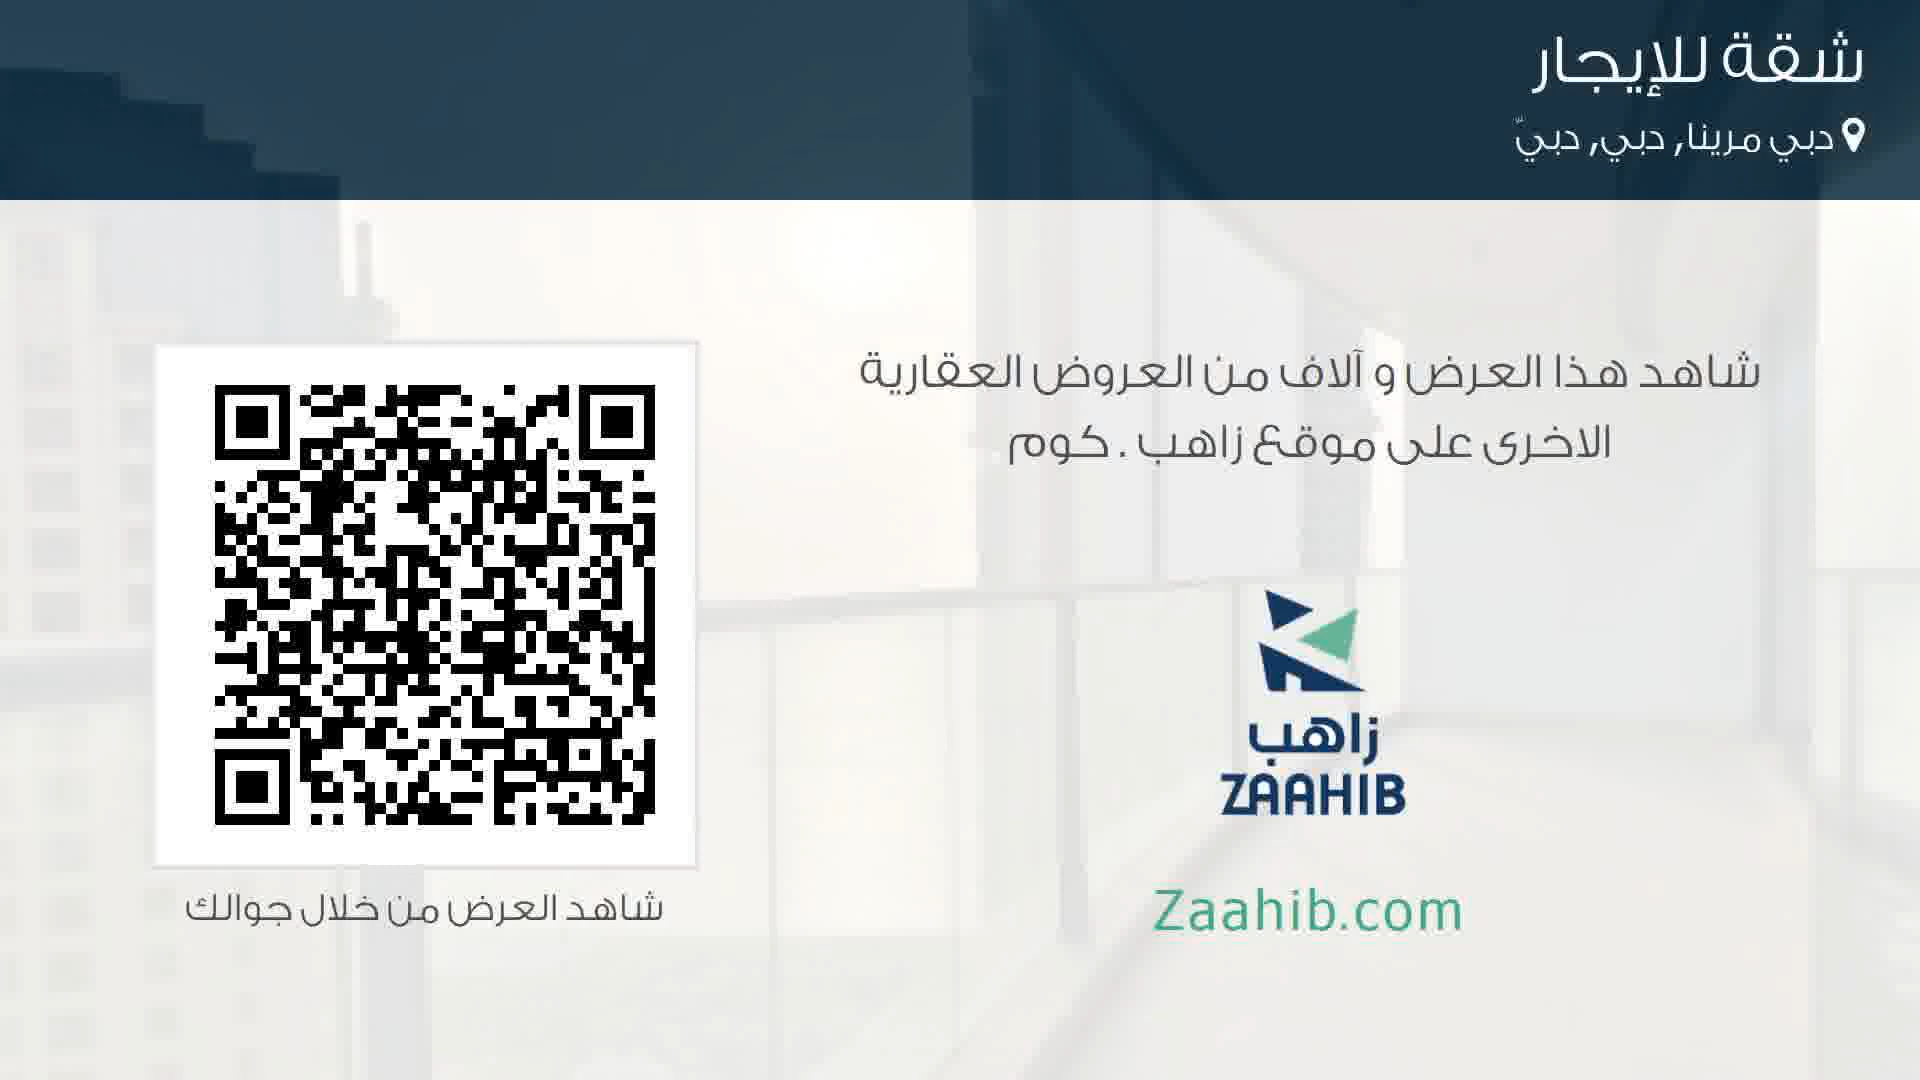 شقة للإيجار
دبي مرينا, دبي, دبيّ
شاهد هذا العرض و آلاف من العروض العقارية
الاخرى على موقع زاهب . كوم
زاهب
ZAAHIB
Zaahib.com
شاهد العرض من خلال جوالك